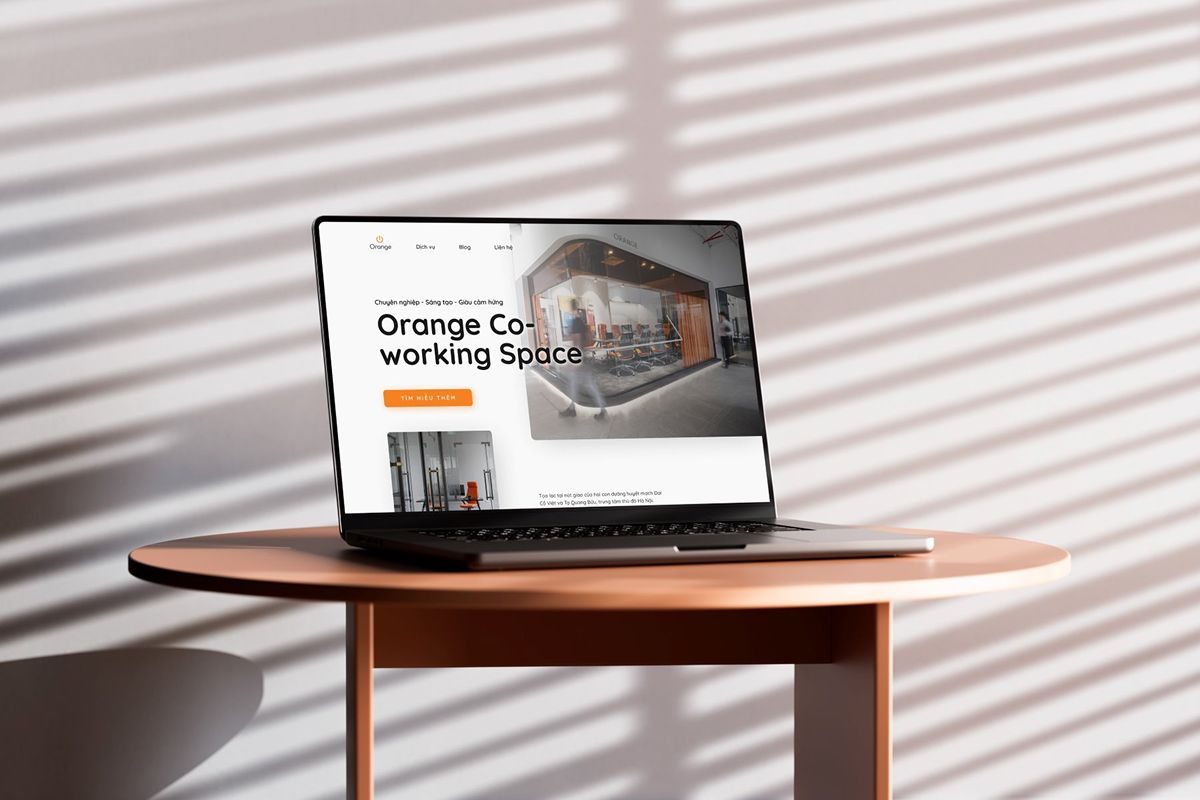 Orange
Dịch vụ
Blog
Liên hệ
ORANGE
Chuyên nghiệp - Sáng tạo - Giàu cảm hứng
Orange Co-
working Space
TÌM HIỂU THÊM
Tọa lạc tại nút giao của hai con đường huyết mạch Đại
Cồ Việt và Tạ Quang Bửu, trung tâm thủ đô Hà Nội.